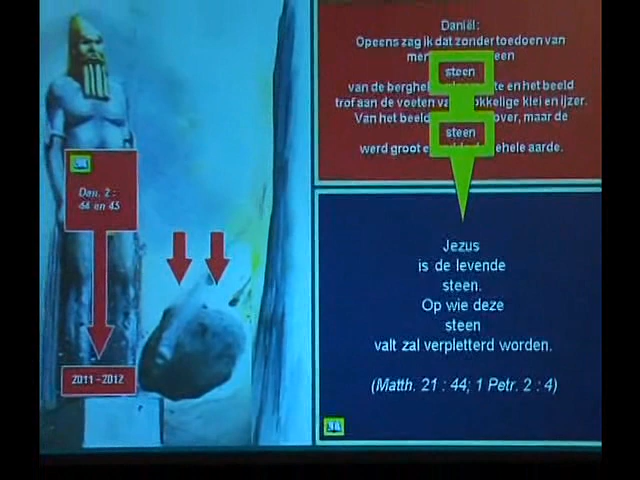 Daniël:
Opeens zag ik dat zonder toedoen van
steen
van de te en het beeld
trof aan de voeten klei en ijzer.
Van het beeld over, maar de
steen
werd groot gehele aarde.
Dan. 2 :
44 en 45
2011-2012
Jezus
is de levende
steen.
Op wie deze
steen
valt zal verpletterd worden.
(Matth. 21 : 44; 1 Petr. 2 : 4)